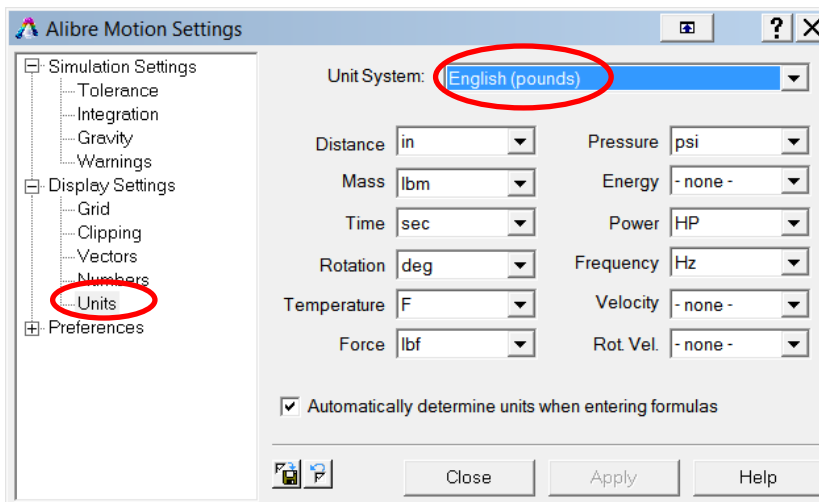 Alibre Motion Settings
?
Simulation Settings
Tolerance
Integration
Gravity
Warnings
Display Settings
Grid
Clipping
Vectors
Numbers
Units
Preferences
Unit System: English (pounds)
Distance in Pressure psi
Mass lbm Energy - none -
Time sec Power HP
Rotation deg Frequency Hz
Temperature F Velocity - none -
Force lbf Rot. Vel. - none -
Automatically determine units when entering formulas
Close Apply Help